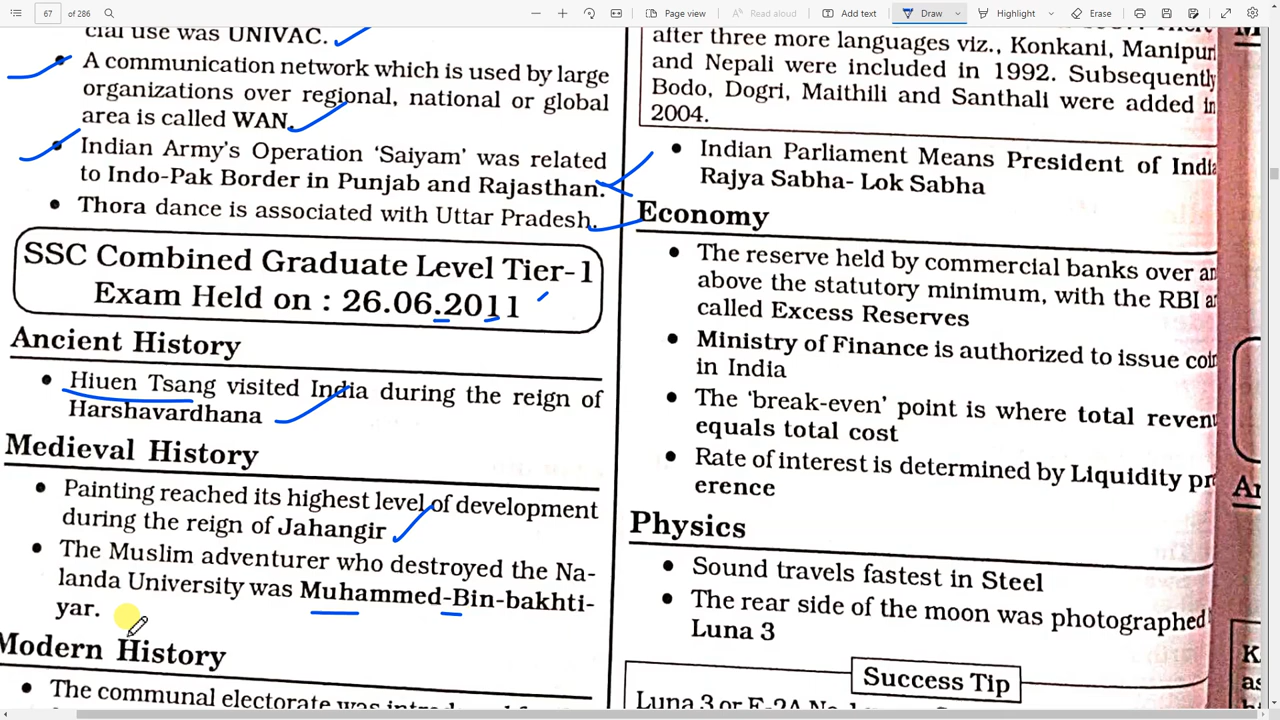 67 of 286
Page view
Read aloud
Add text
Draw
Highlight
Erase
cial use was UNIVAC.
• A communication network which is used by large
organizations over regional, national or global
area is called WAN.
• Indian Army's Operation 'Saiyam' was related
to Indo-Pak Border in Punjab and Rajasthan.
• Thora dance is associated with Uttar Pradesh.
SSC Combined Graduate Level Tier-1
Exam Held on : 26.06.2011
Ancient History
• Hiuen Tsang visited India during the reign of
Harshavardhana
Medieval History
• Painting reached its highest level of development
during the reign of Jahangir
• The Muslim adventurer who destroyed the Na-
landa University was Muhammed-Bin-bakhti-
yar.
Modern History
• The communal electorate was
after three more languages viz., Konkani, Manipuri
and Nepali were included in 1992. Subsequently
Bodo, Dogri, Maithili and Santhali were added in
2004.
• Indian Parliament Means President of India
Rajya Sabha- Lok Sabha
Economy
• The reserve held by commercial banks over an
above the statutory minimum, with the RBI a
called Excess Reserves
• Ministry of Finance is authorized to issue coi
in India
• The 'break-even' point is where total revenu
equals total cost
• Rate of interest is determined by Liquidity pr
erence
Physics
• Sound travels fastest in Steel
• The rear side of the moon was photographed
Luna 3
Success Tip
Luna 3 or E-2A No.1